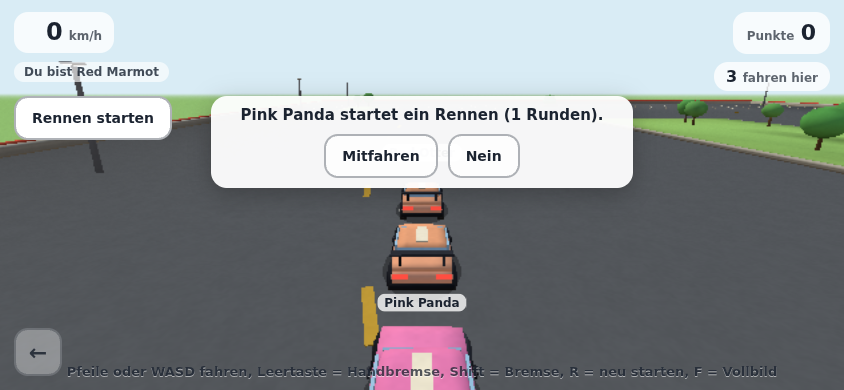 0 km/h
Punkte 0
Du bist Red Marmot
3 fahren hier
Rennen starten
Pink Panda startet ein Rennen (1 Runden).
Mitfahren
Nein
Pink Panda
←
Pfeile oder WASD fahren, Leertaste = Handbremse, Shift = Bremse, R = neu starten, F = Vollbild